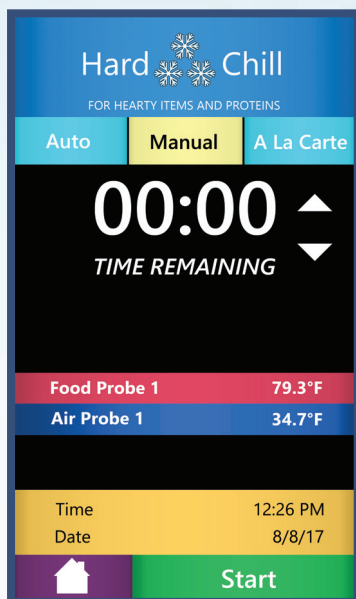 Hard Chill
FOR HEARTY ITEMS AND PROTEINS
Auto Manual A La Carte
00:00
TIME REMAINING
Food Probe 1 79.3°F
Air Probe 1 34.7°F
Time 12:26 PM
Date 8/8/17
Start